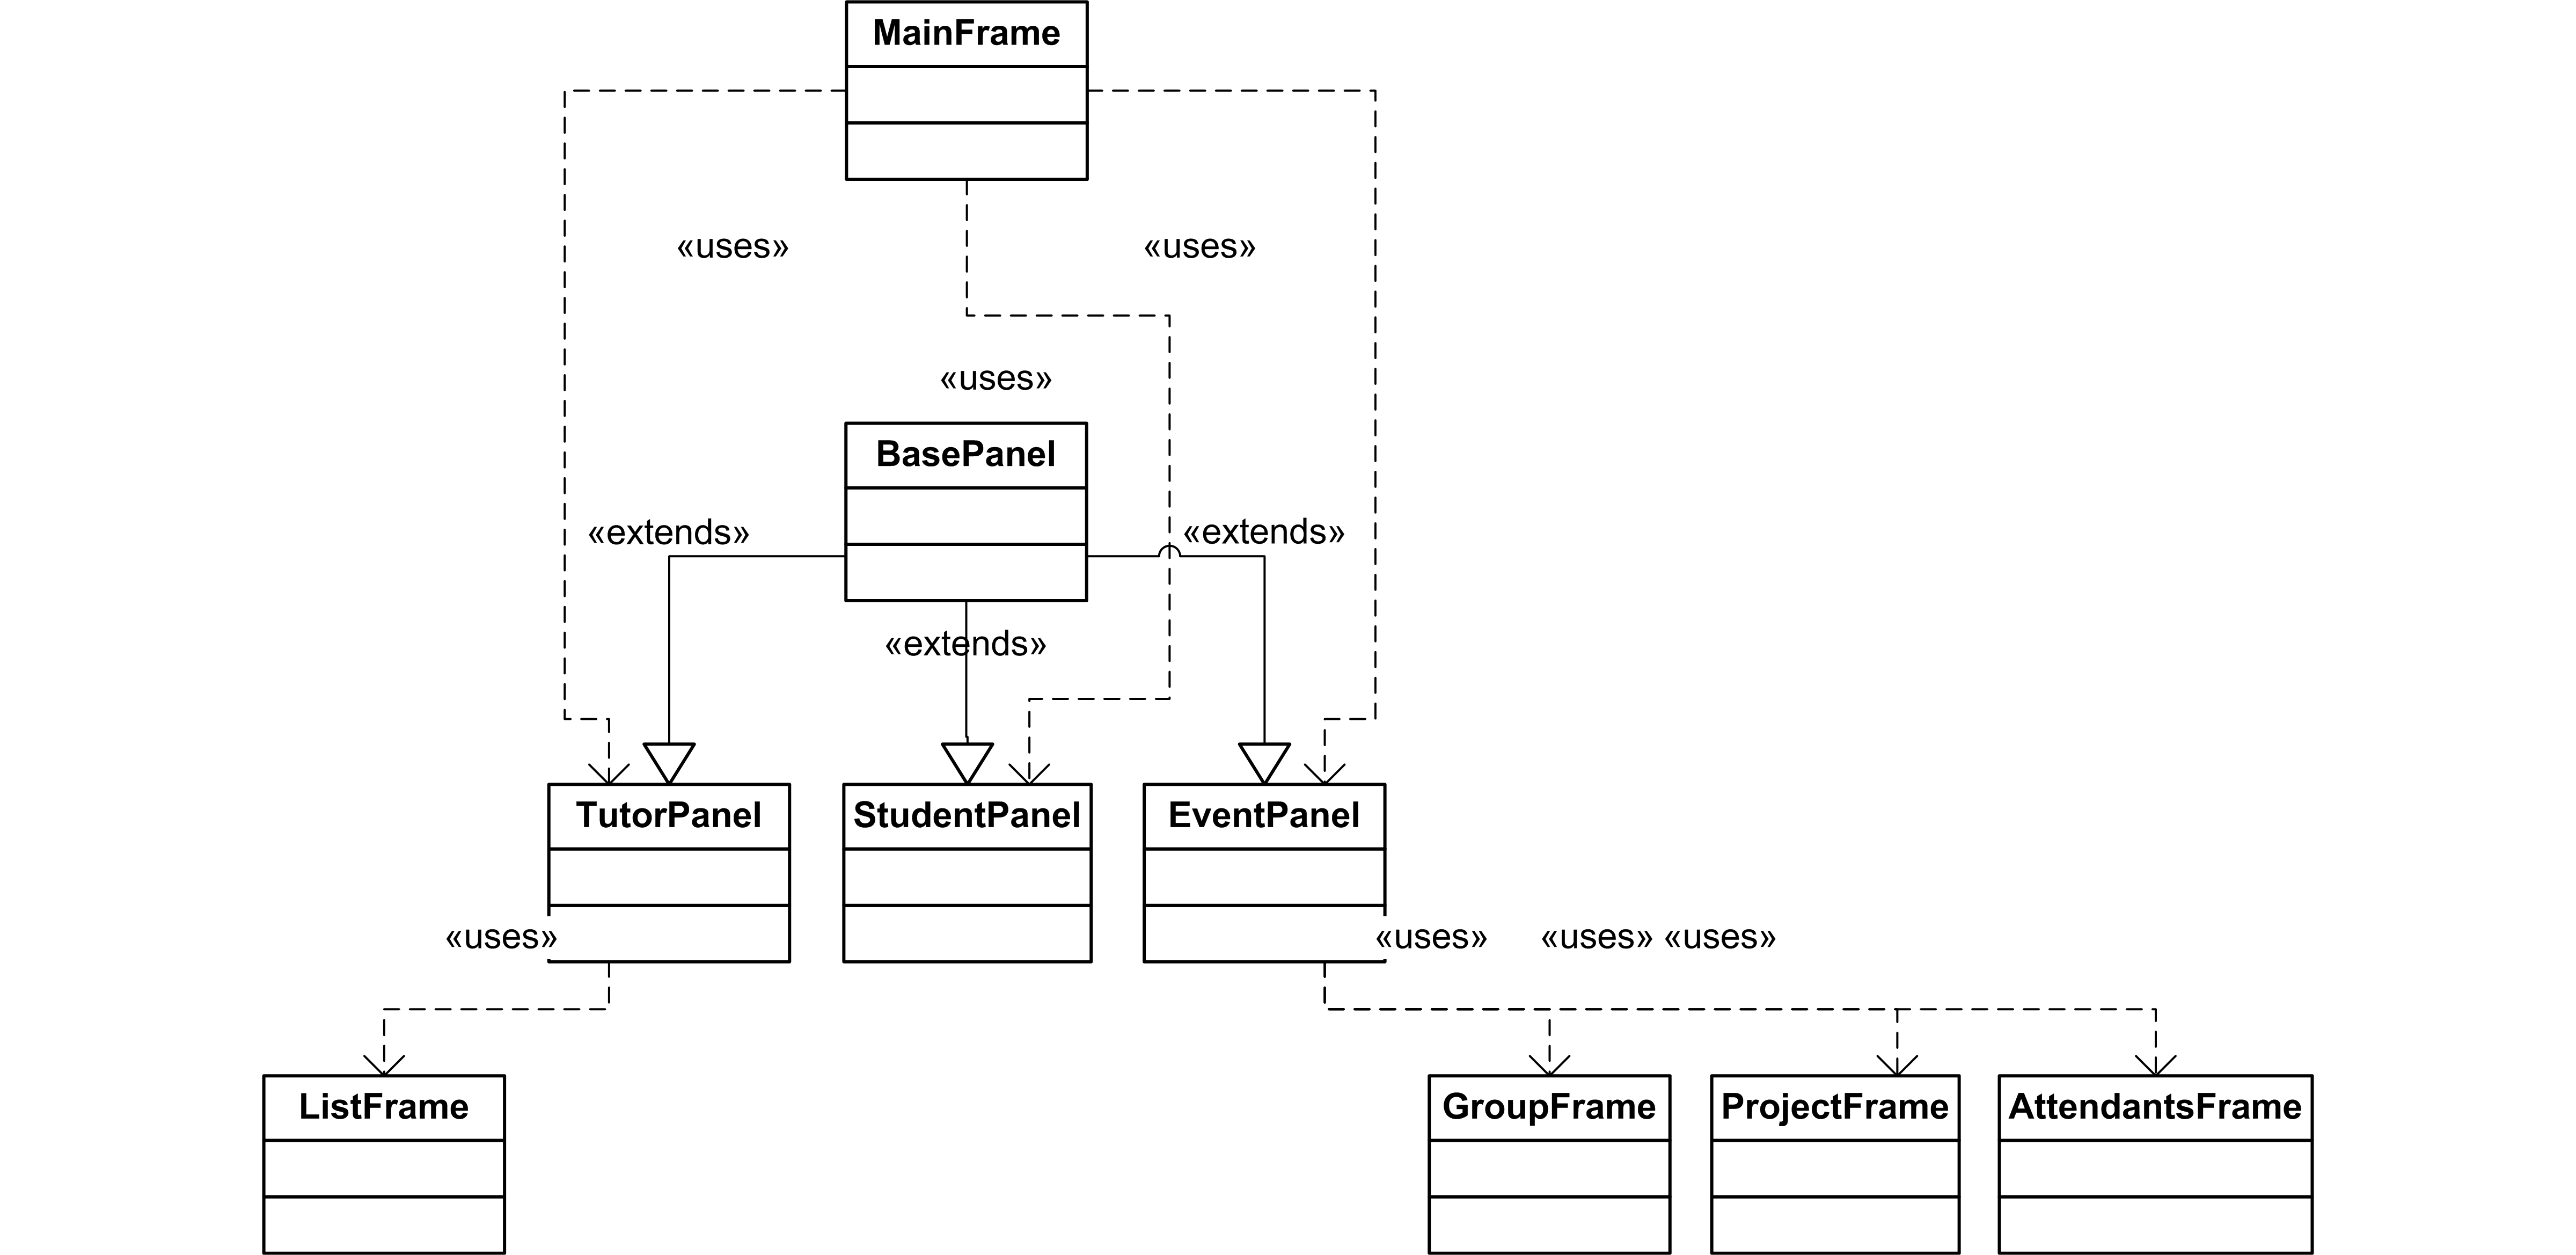 MainFrame
«uses»
«uses»
«uses»
BasePanel
«extends»
«extends»
«extends»
TutorPanel
StudentPanel
EventPanel
«uses»
«uses»
«uses»
«uses»
ListFrame
GroupFrame
ProjectFrame
AttendantsFrame